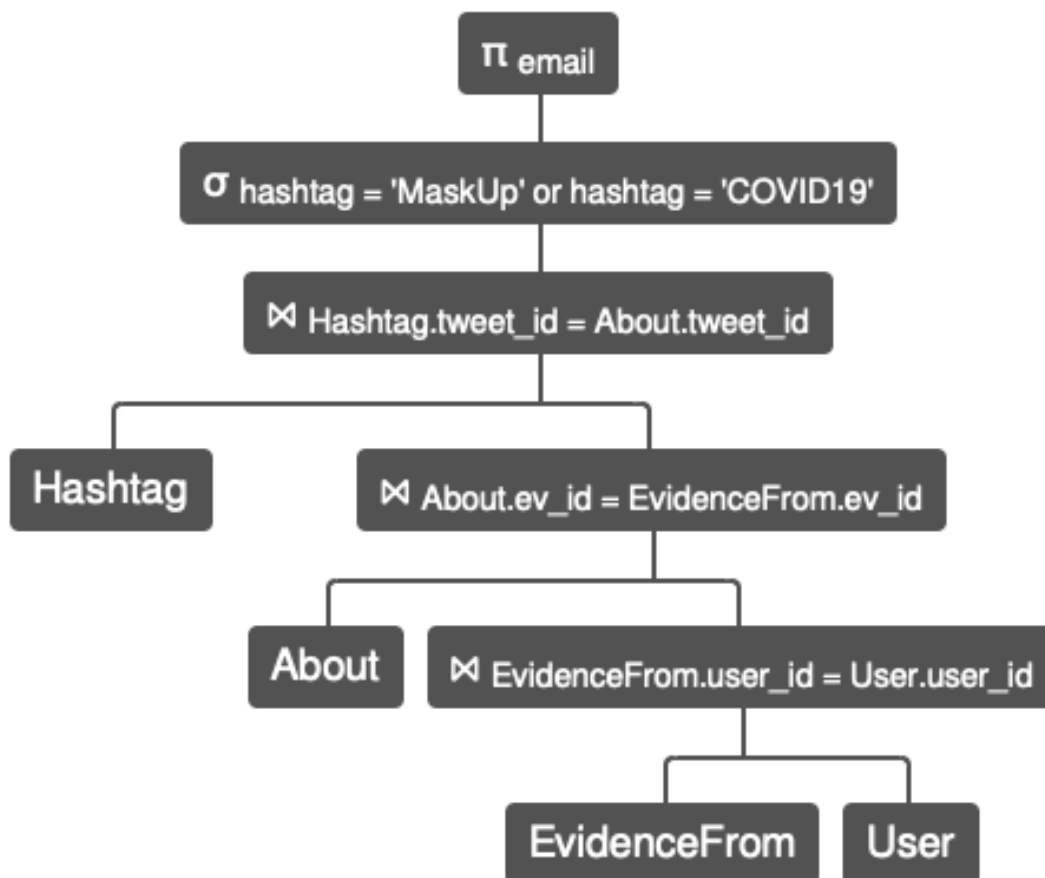 π email
σ hashtag = 'MaskUp' or hashtag = 'COVID19'
⋈ Hashtag.tweet_id = About.tweet_id
Hashtag
⋈ About.ev_id = EvidenceFrom.ev_id
About
⋈ EvidenceFrom.user_id = User.user_id
EvidenceFrom
User